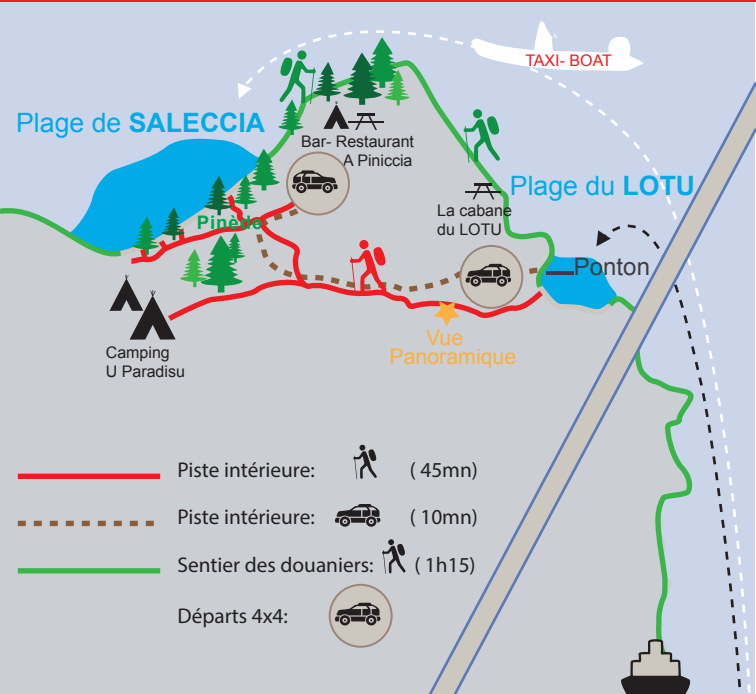 TAXI- BOAT
Plage de SALECCIA
Bar- Restaurant
A Piniccia
Plage du LOTU
La cabane
du LOTU
Pinède
Ponton
Vue
Panoramique
Camping
U Paradisu
Piste intérieure: ( 45mn)
Piste intérieure: ( 10mn)
Sentier des douaniers: ( 1h15)
Départs 4x4: